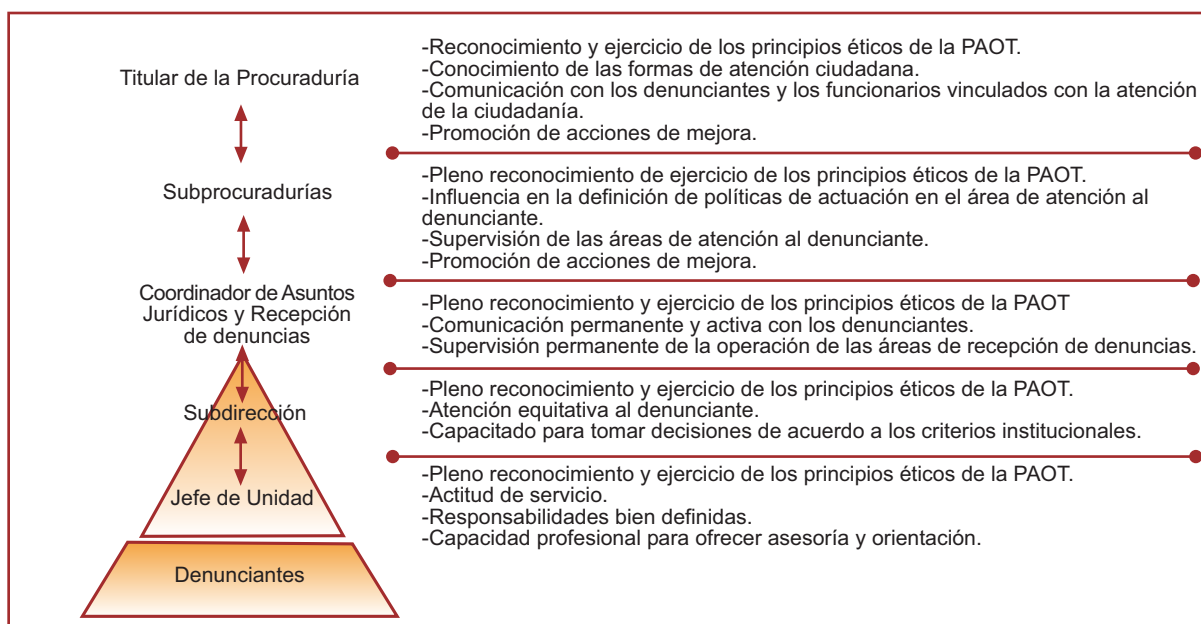 Titular de la Procuraduría
-Reconocimiento y ejercicio de los principios éticos de la PAOT.
-Conocimiento de las formas de atención ciudadana.
-Comunicación con los denunciantes y los funcionarios vinculados con la atención
de la ciudadanía.
-Promoción de acciones de mejora.
Subprocuradurías
-Pleno reconocimiento de ejercicio de los principios éticos de la PAOT.
-Influencia en la definición de políticas de actuación en el área de atención al
denunciante.
-Supervisión de las áreas de atención al denunciante.
-Promoción de acciones de mejora.
Coordinador de Asuntos
Jurídicos y Recepción
de denuncias
-Pleno reconocimiento y ejercicio de los principios éticos de la PAOT
-Comunicación permanente y activa con los denunciantes.
-Supervisión permanente de la operación de las áreas de recepción de denuncias.
Subdirección
-Pleno reconocimiento y ejercicio de los principios éticos de la PAOT.
-Atención equitativa al denunciante.
-Capacitado para tomar decisiones de acuerdo a los criterios institucionales.
Jefe de Unidad
-Pleno reconocimiento y ejercicio de los principios éticos de la PAOT.
-Actitud de servicio.
-Responsabilidades bien definidas.
-Capacidad profesional para ofrecer asesoría y orientación.
Denunciantes